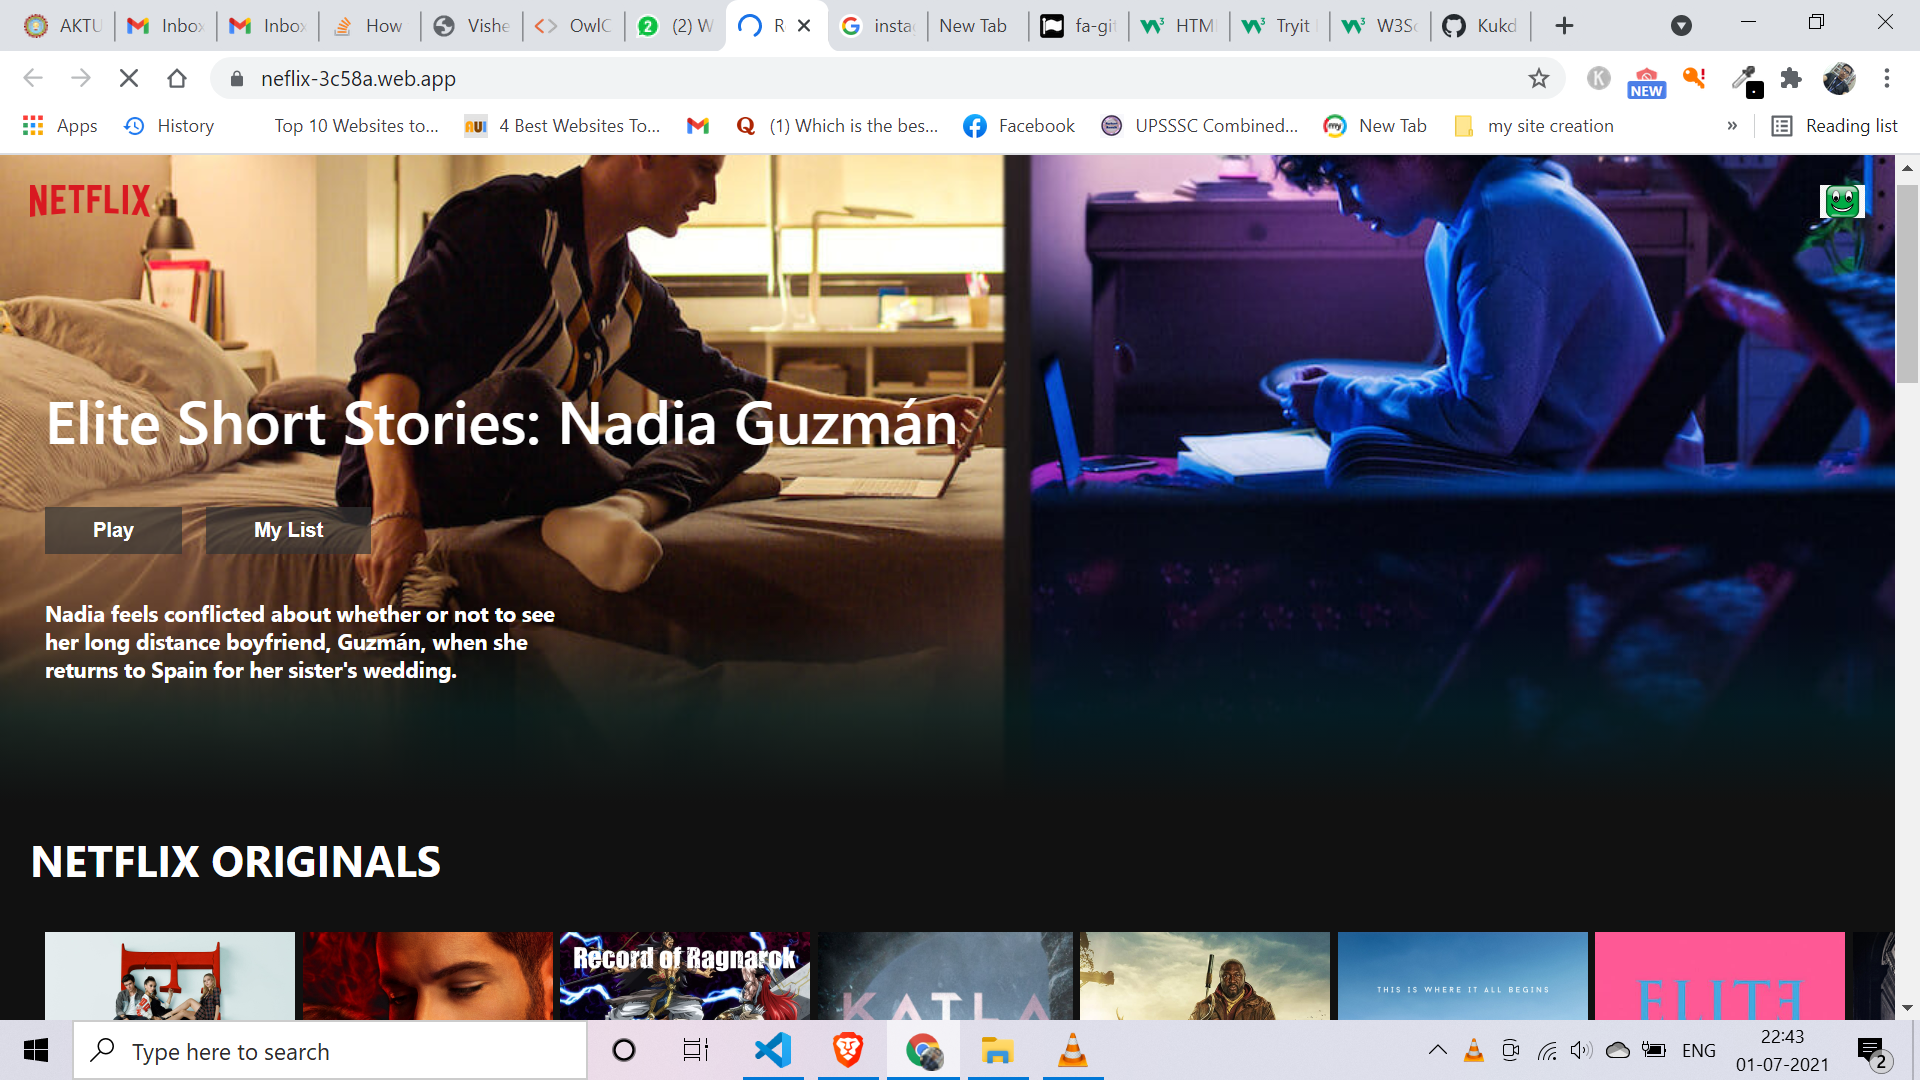 AKTU
Inbox
Inbox
How
Vishe
OwlC
(2) W
R
insta
New Tab
fa-git
HTM
Tryit
W3Sc
Kukd
neflix-3c58a.web.app
K
NEW
Apps
History
Top 10 Websites to...
4 Best Websites To...
(1) Which is the bes...
Facebook
UPSSSC Combined...
New Tab
my site creation
»
Reading list
NETFLIX
Elite Short Stories: Nadia Guzmán
Play
My List
Nadia feels conflicted about whether or not to see
her long distance boyfriend, Guzmán, when she
returns to Spain for her sister's wedding.
NETFLIX ORIGINALS
Record of Ragnarok
KATLA
THIS IS WHERE IT ALL BEGINS
ELITE
Type here to search
ENG
22:43
01-07-2021
2